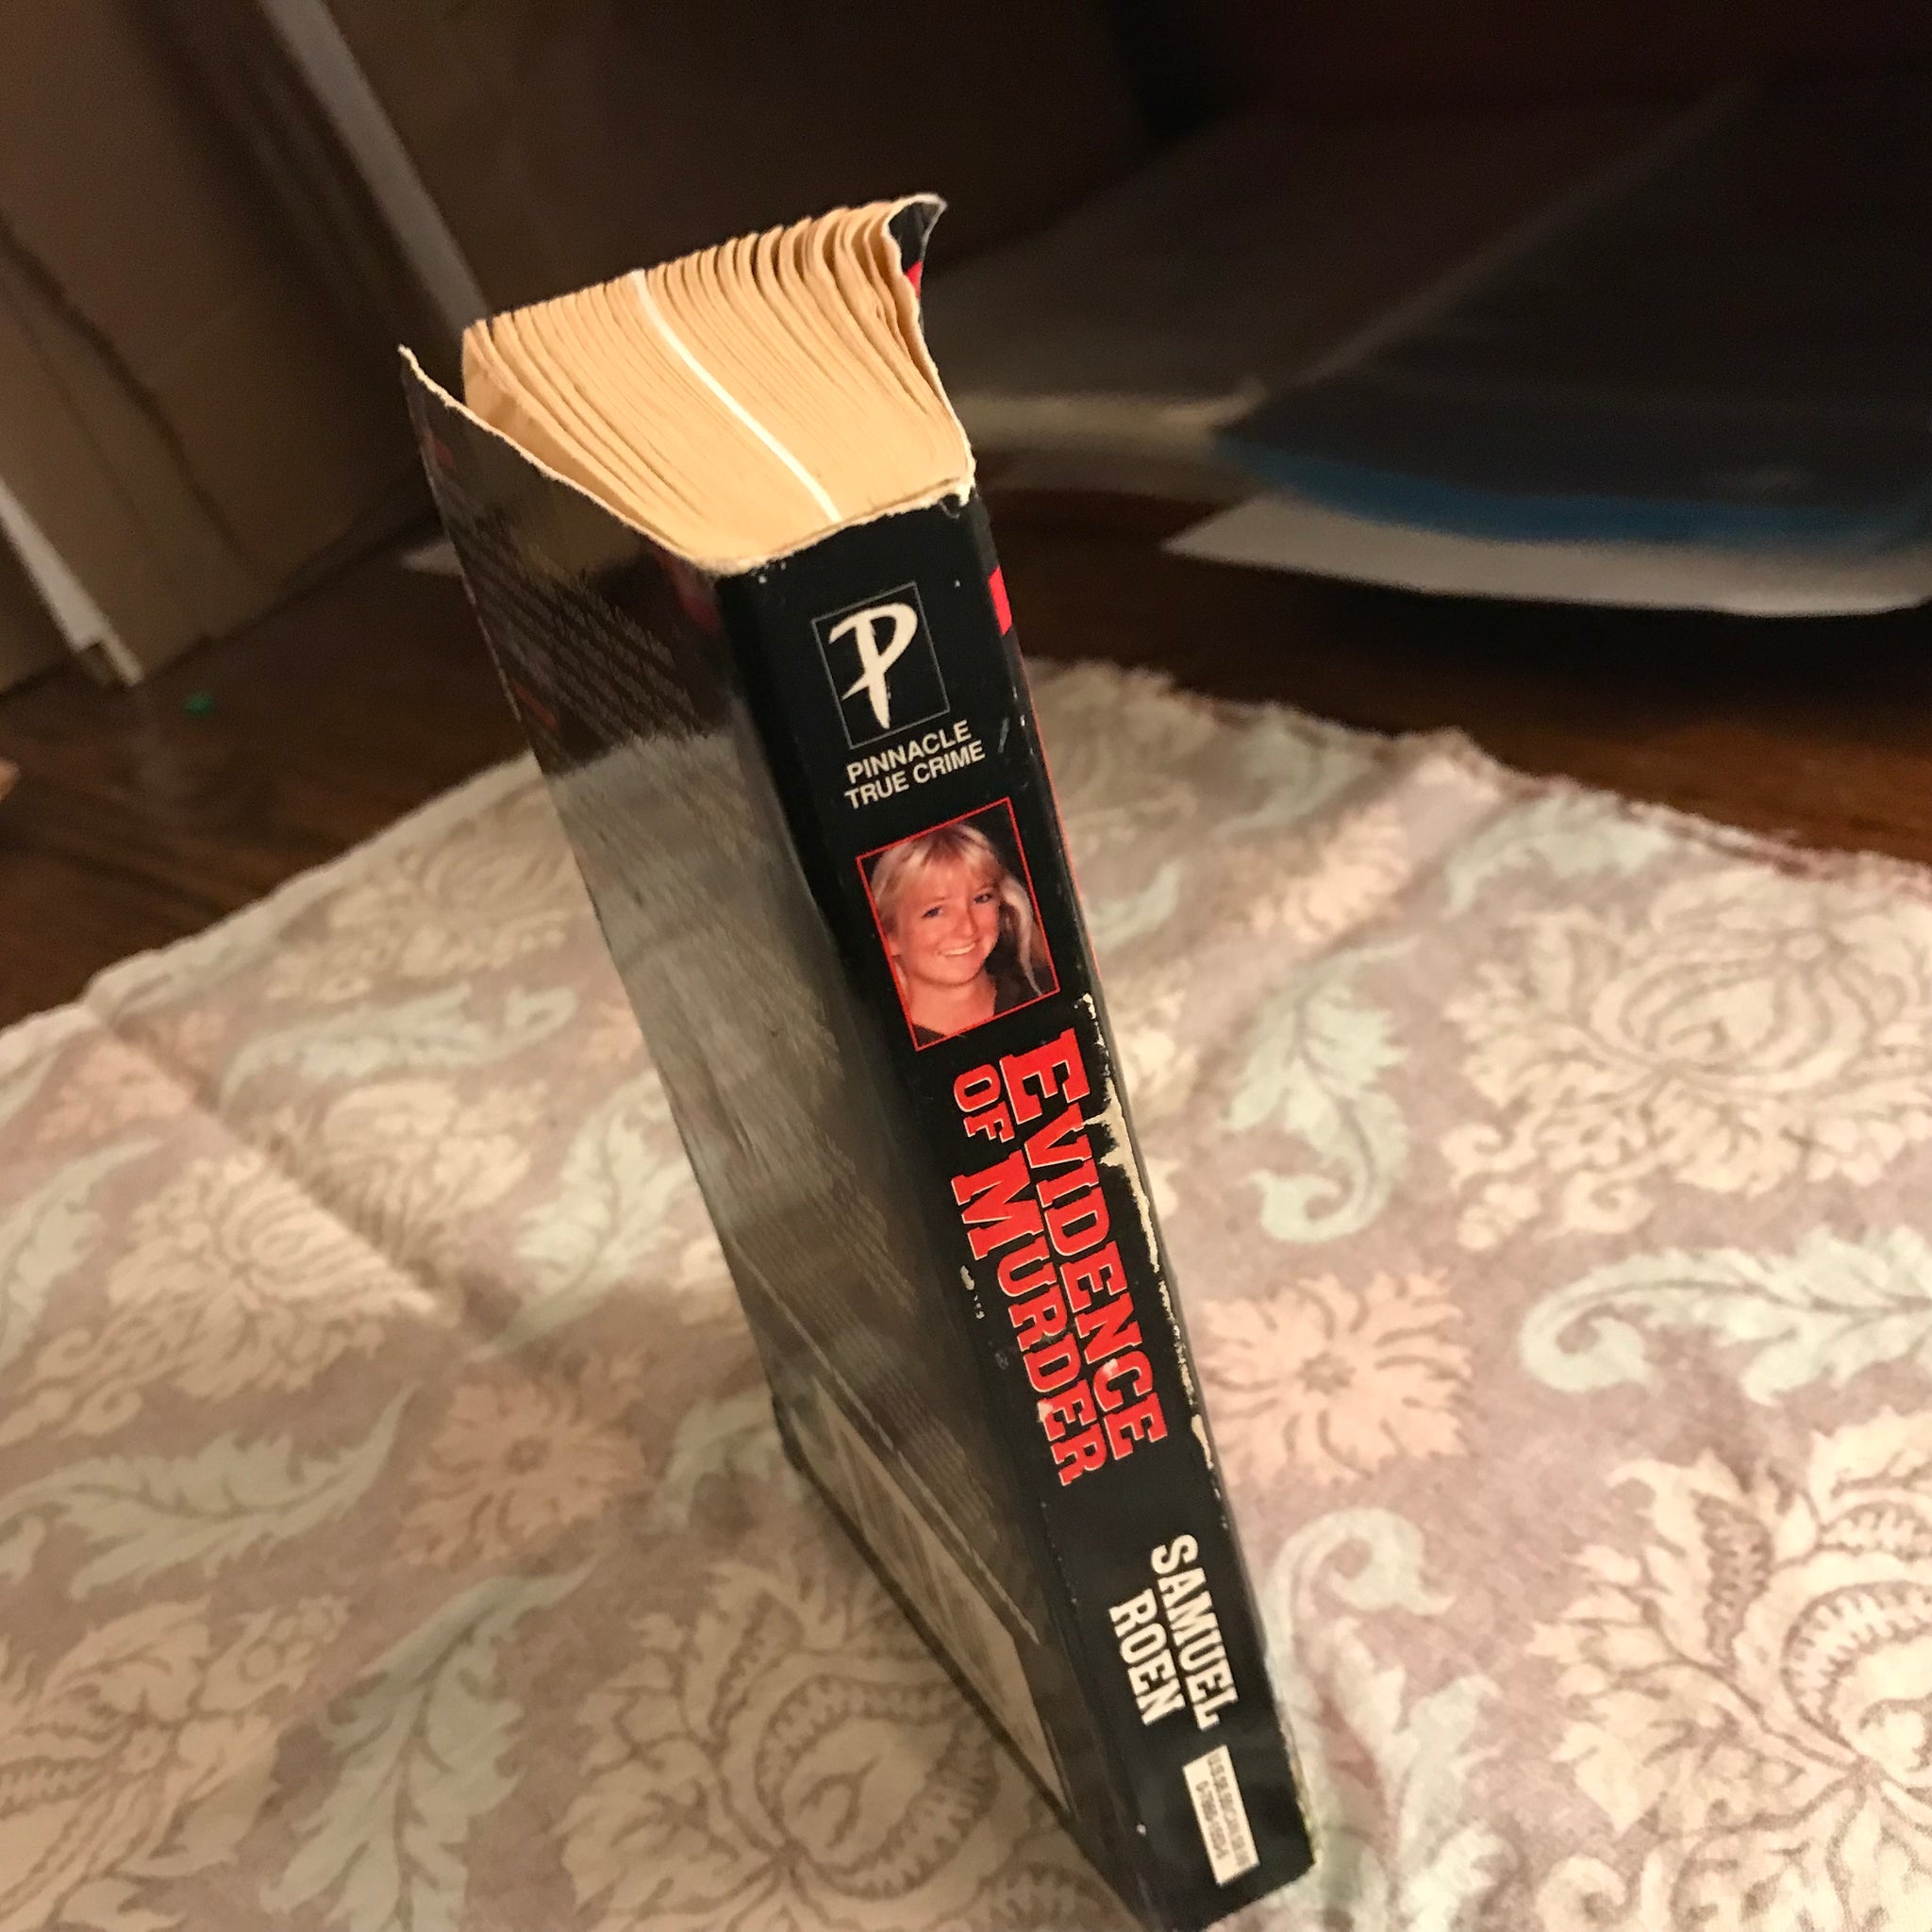 P
PINNACLE
TRUE CRIME
EVIDENCE
OF MURDER
SAMUEL
ROEN